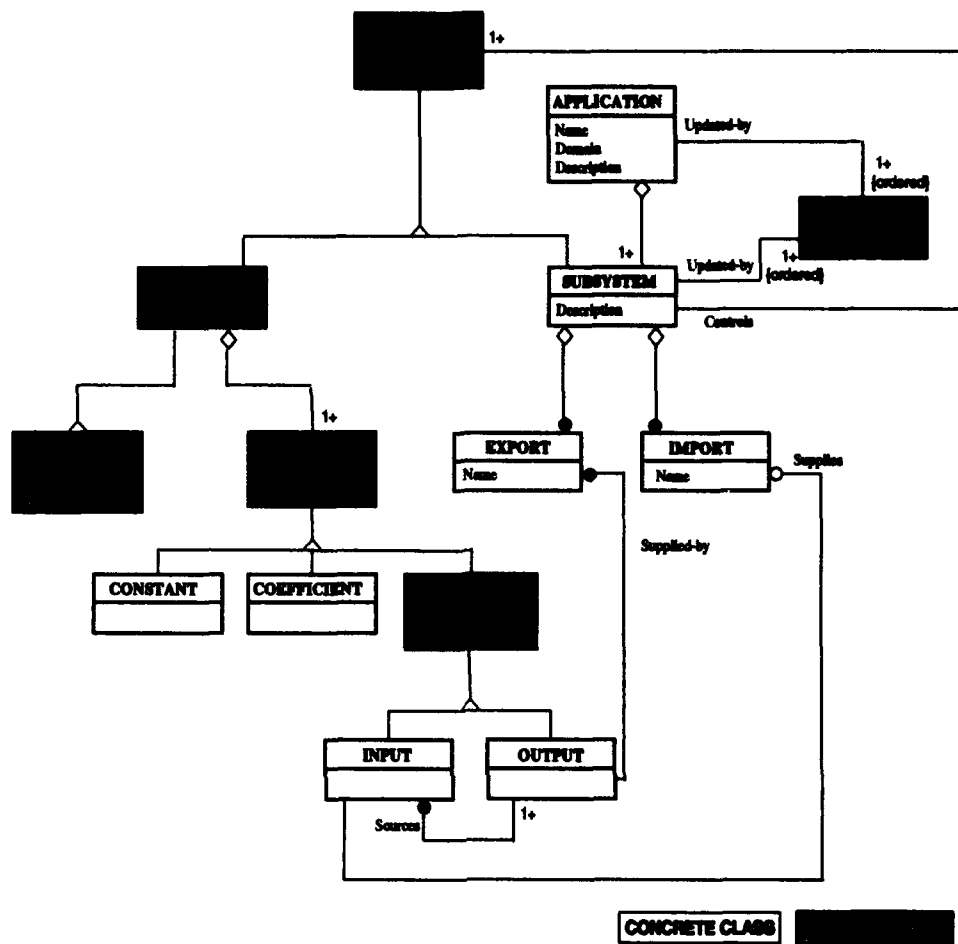 1+
APPLICATION
Name
Domain
Description
Updated-by
1+
{ordered}
1+
Updated-by
1+
{ordered}
SUBSYSTEM
Description
Controls
1+
EXPORT
Name
IMPORT
Name
Supplies
Supplied-by
CONSTANT
COEFFICIENT
INPUT
OUTPUT
Sources
1+
CONCRETE CLASS